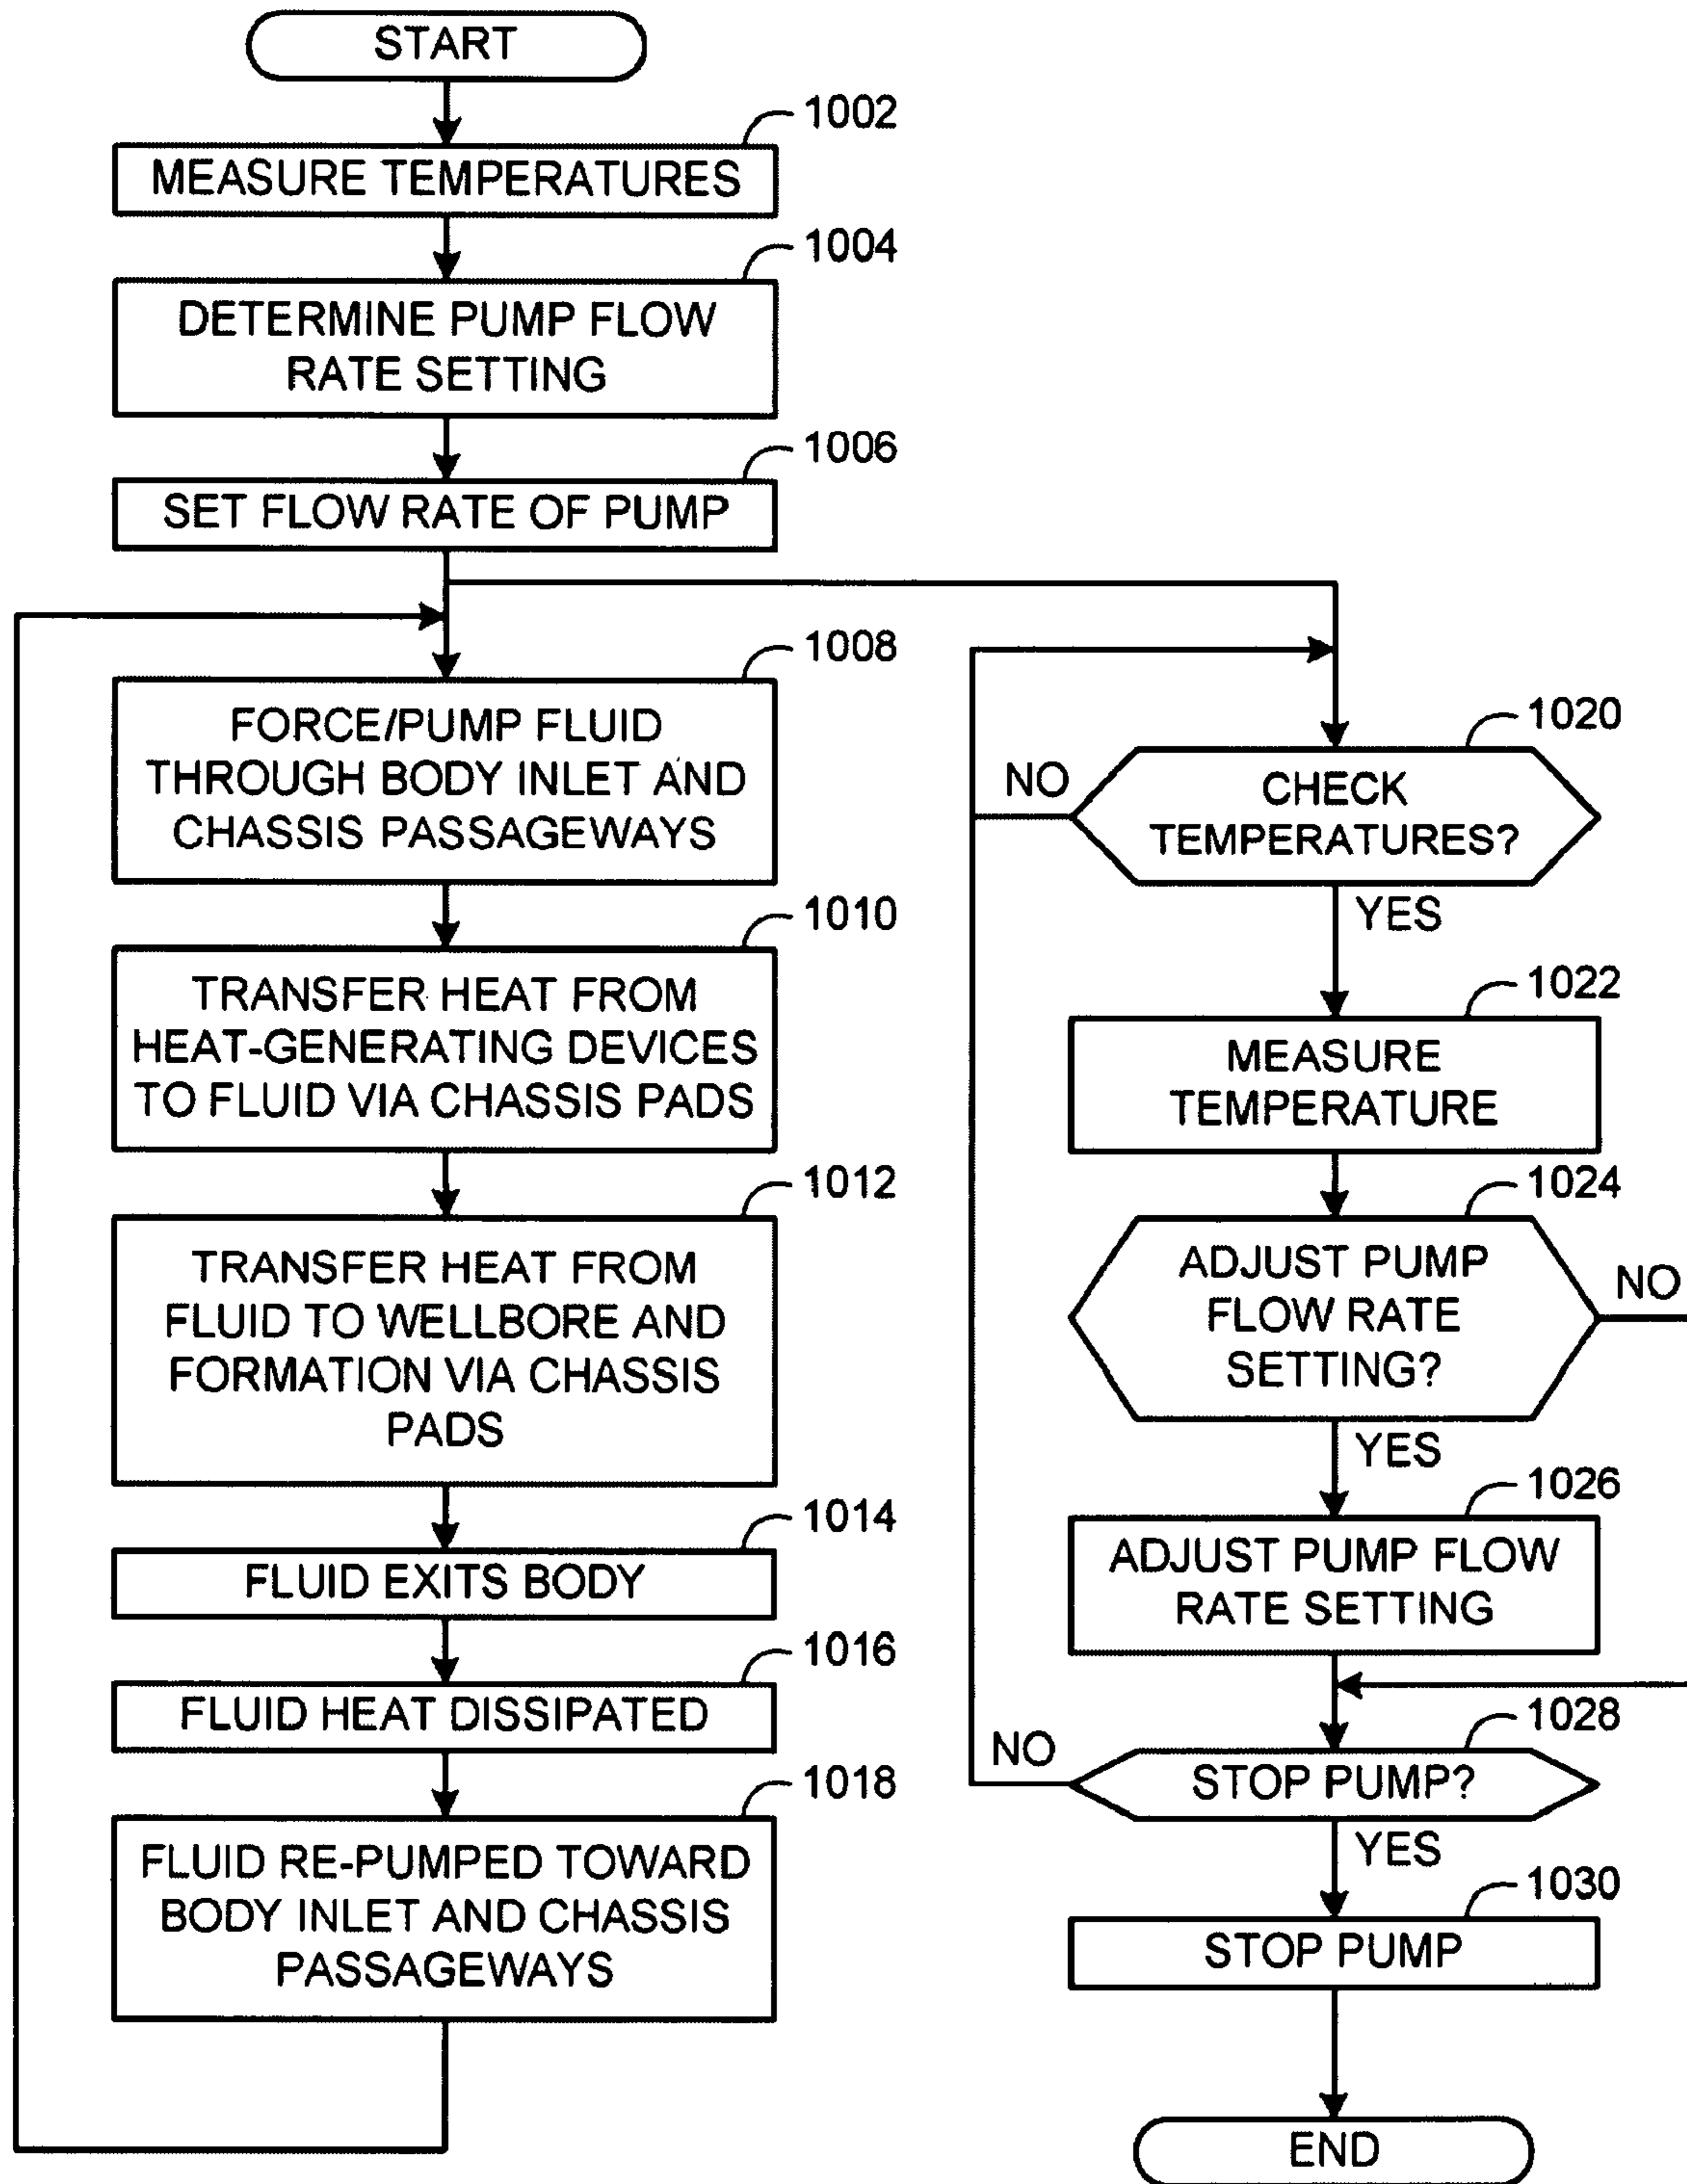 START
1002
MEASURE TEMPERATURES
1004
DETERMINE PUMP FLOW
RATE SETTING
1006
SET FLOW RATE OF PUMP
1008
FORCE/PUMP FLUID
THROUGH BODY INLET AND
CHASSIS PASSAGEWAYS
1010
TRANSFER HEAT FROM
HEAT-GENERATING DEVICES
TO FLUID VIA CHASSIS PADS
1012
TRANSFER HEAT FROM
FLUID TO WELLBORE AND
FORMATION VIA CHASSIS
PADS
1014
FLUID EXITS BODY
1016
FLUID HEAT DISSIPATED
1018
FLUID RE-PUMPED TOWARD
BODY INLET AND CHASSIS
PASSAGEWAYS
1020
NO
CHECK
TEMPERATURES?
YES
1022
MEASURE
TEMPERATURE
1024
ADJUST PUMP
FLOW RATE
SETTING?
NO
YES
1026
ADJUST PUMP FLOW
RATE SETTING
1028
NO
STOP PUMP?
YES
1030
STOP PUMP
END